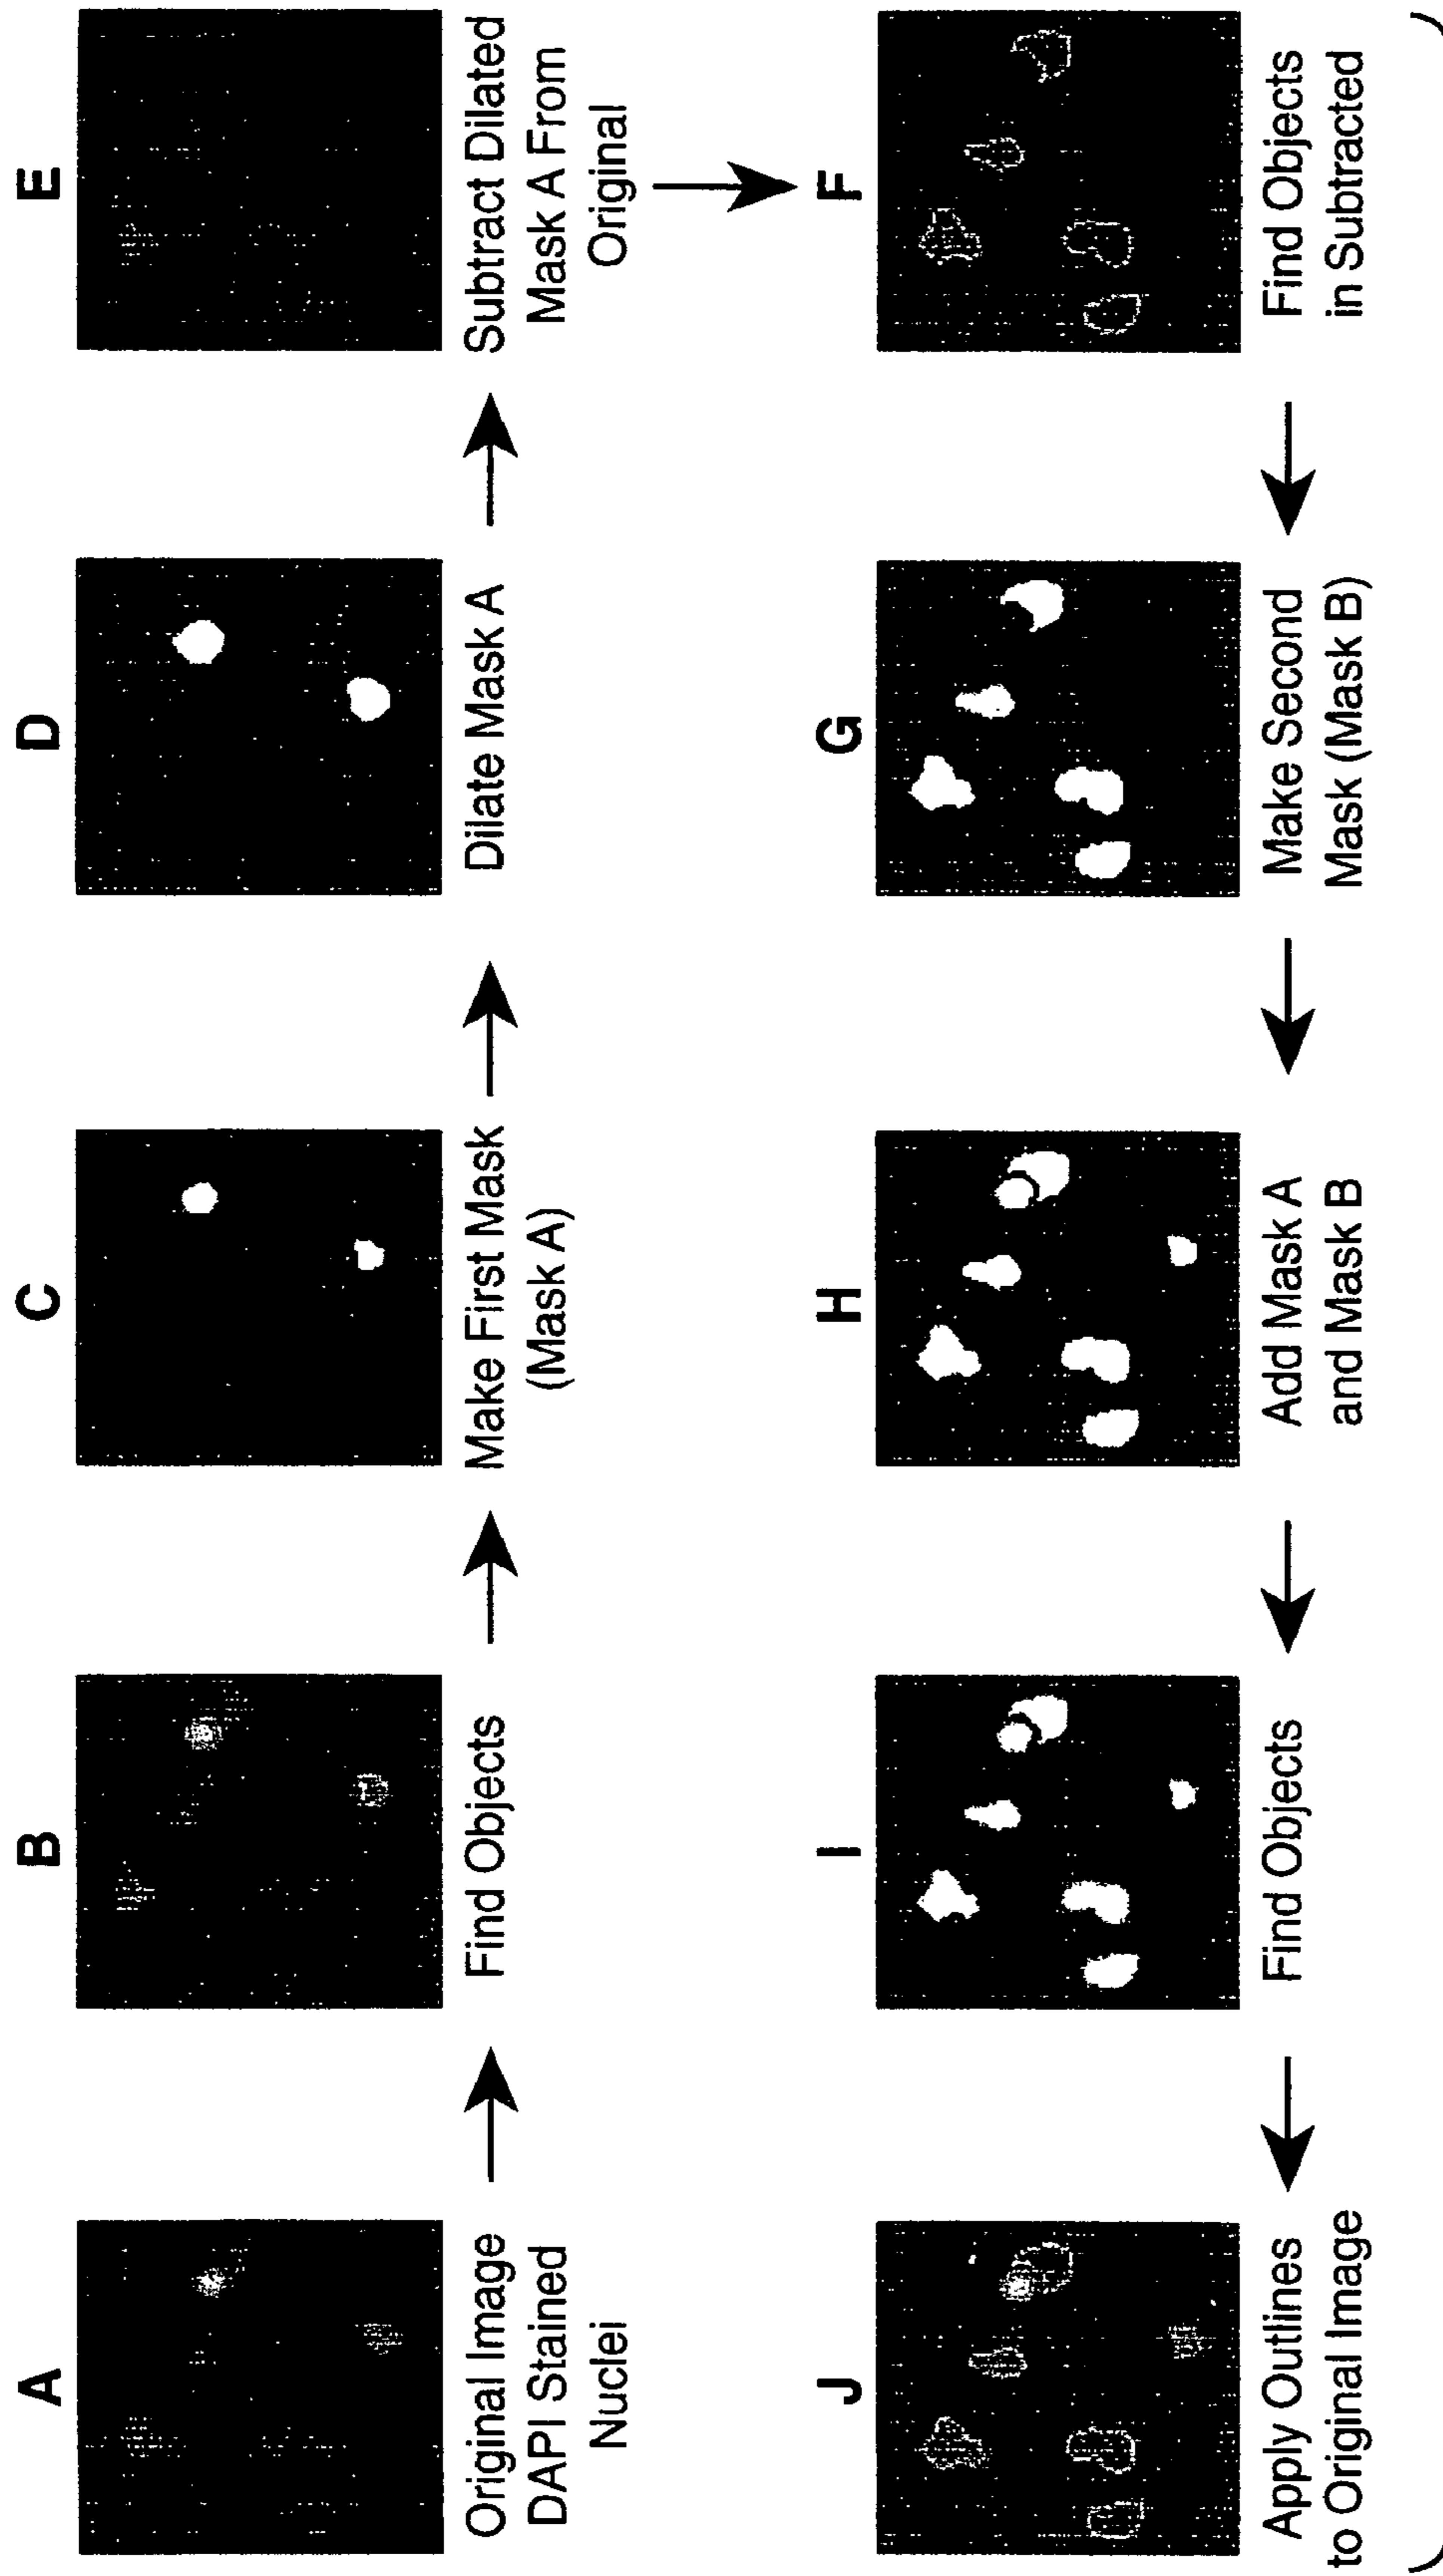 A
Original Image
DAPI Stained
Nuclei
B
Find Objects
C
Make First Mask
(Mask A)
D
Dilate Mask A
E
Subtract Dilated
Mask A From
Original
F
Find Objects
in Subtracted
G
Make Second
Mask (Mask B)
H
Add Mask A
and Mask B
I
Find Objects
J
Apply Outlines
to Original Image